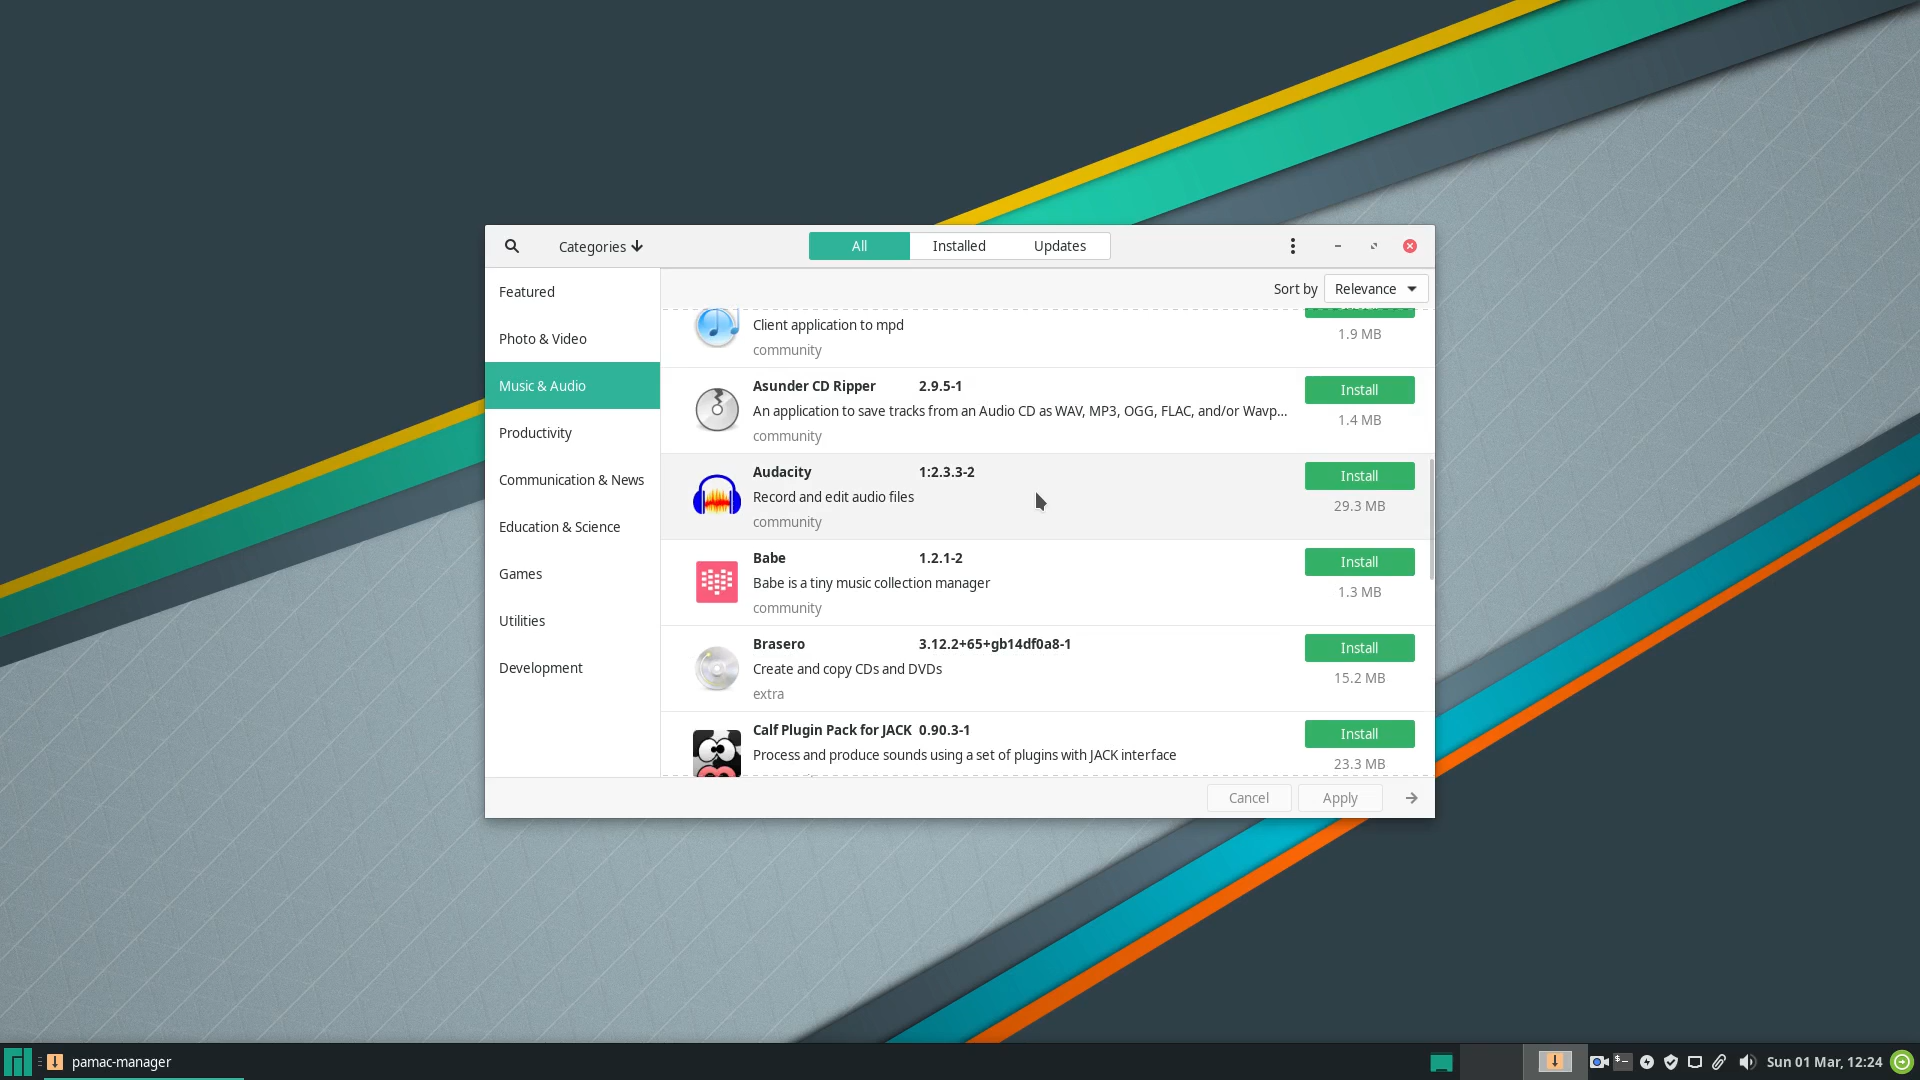 Categories
All
Installed
Updates
Sort by
Relevance
Featured
Photo & Video
Music & Audio
Productivity
Communication & News
Education & Science
Games
Utilities
Development
Client application to mpd
community
1.9 MB
Asunder CD Ripper 2.9.5-1
An application to save tracks from an Audio CD as WAV, MP3, OGG, FLAC, and/or Wavp...
community
Install
1.4 MB
Audacity 1:2.3.3-2
Record and edit audio files
community
Install
29.3 MB
Babe 1.2.1-2
Babe is a tiny music collection manager
community
Install
1.3 MB
Brasero 3.12.2+65+gb14df0a8-1
Create and copy CDs and DVDs
extra
Install
15.2 MB
Calf Plugin Pack for JACK 0.90.3-1
Process and produce sounds using a set of plugins with JACK interface
Install
23.3 MB
Cancel
Apply
pamac-manager
Sun 01 Mar, 12:24